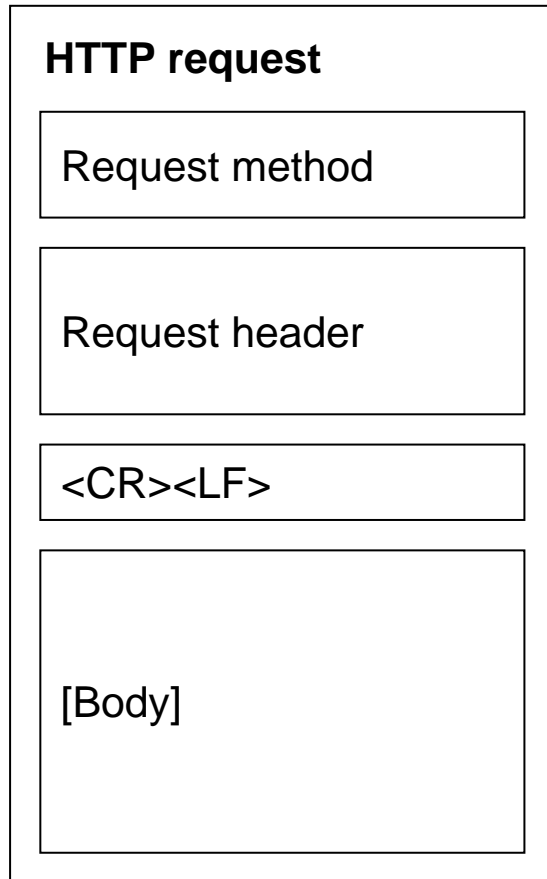 HTTP request
Request method
Request header
<CR><LF>
[Body]